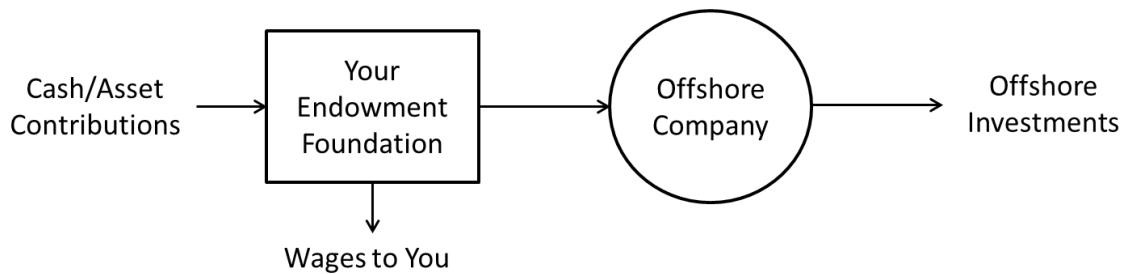 Cash/Asset
Contributions
Your
Endowment
Foundation
Offshore
Company
Offshore
Investments
Wages to You